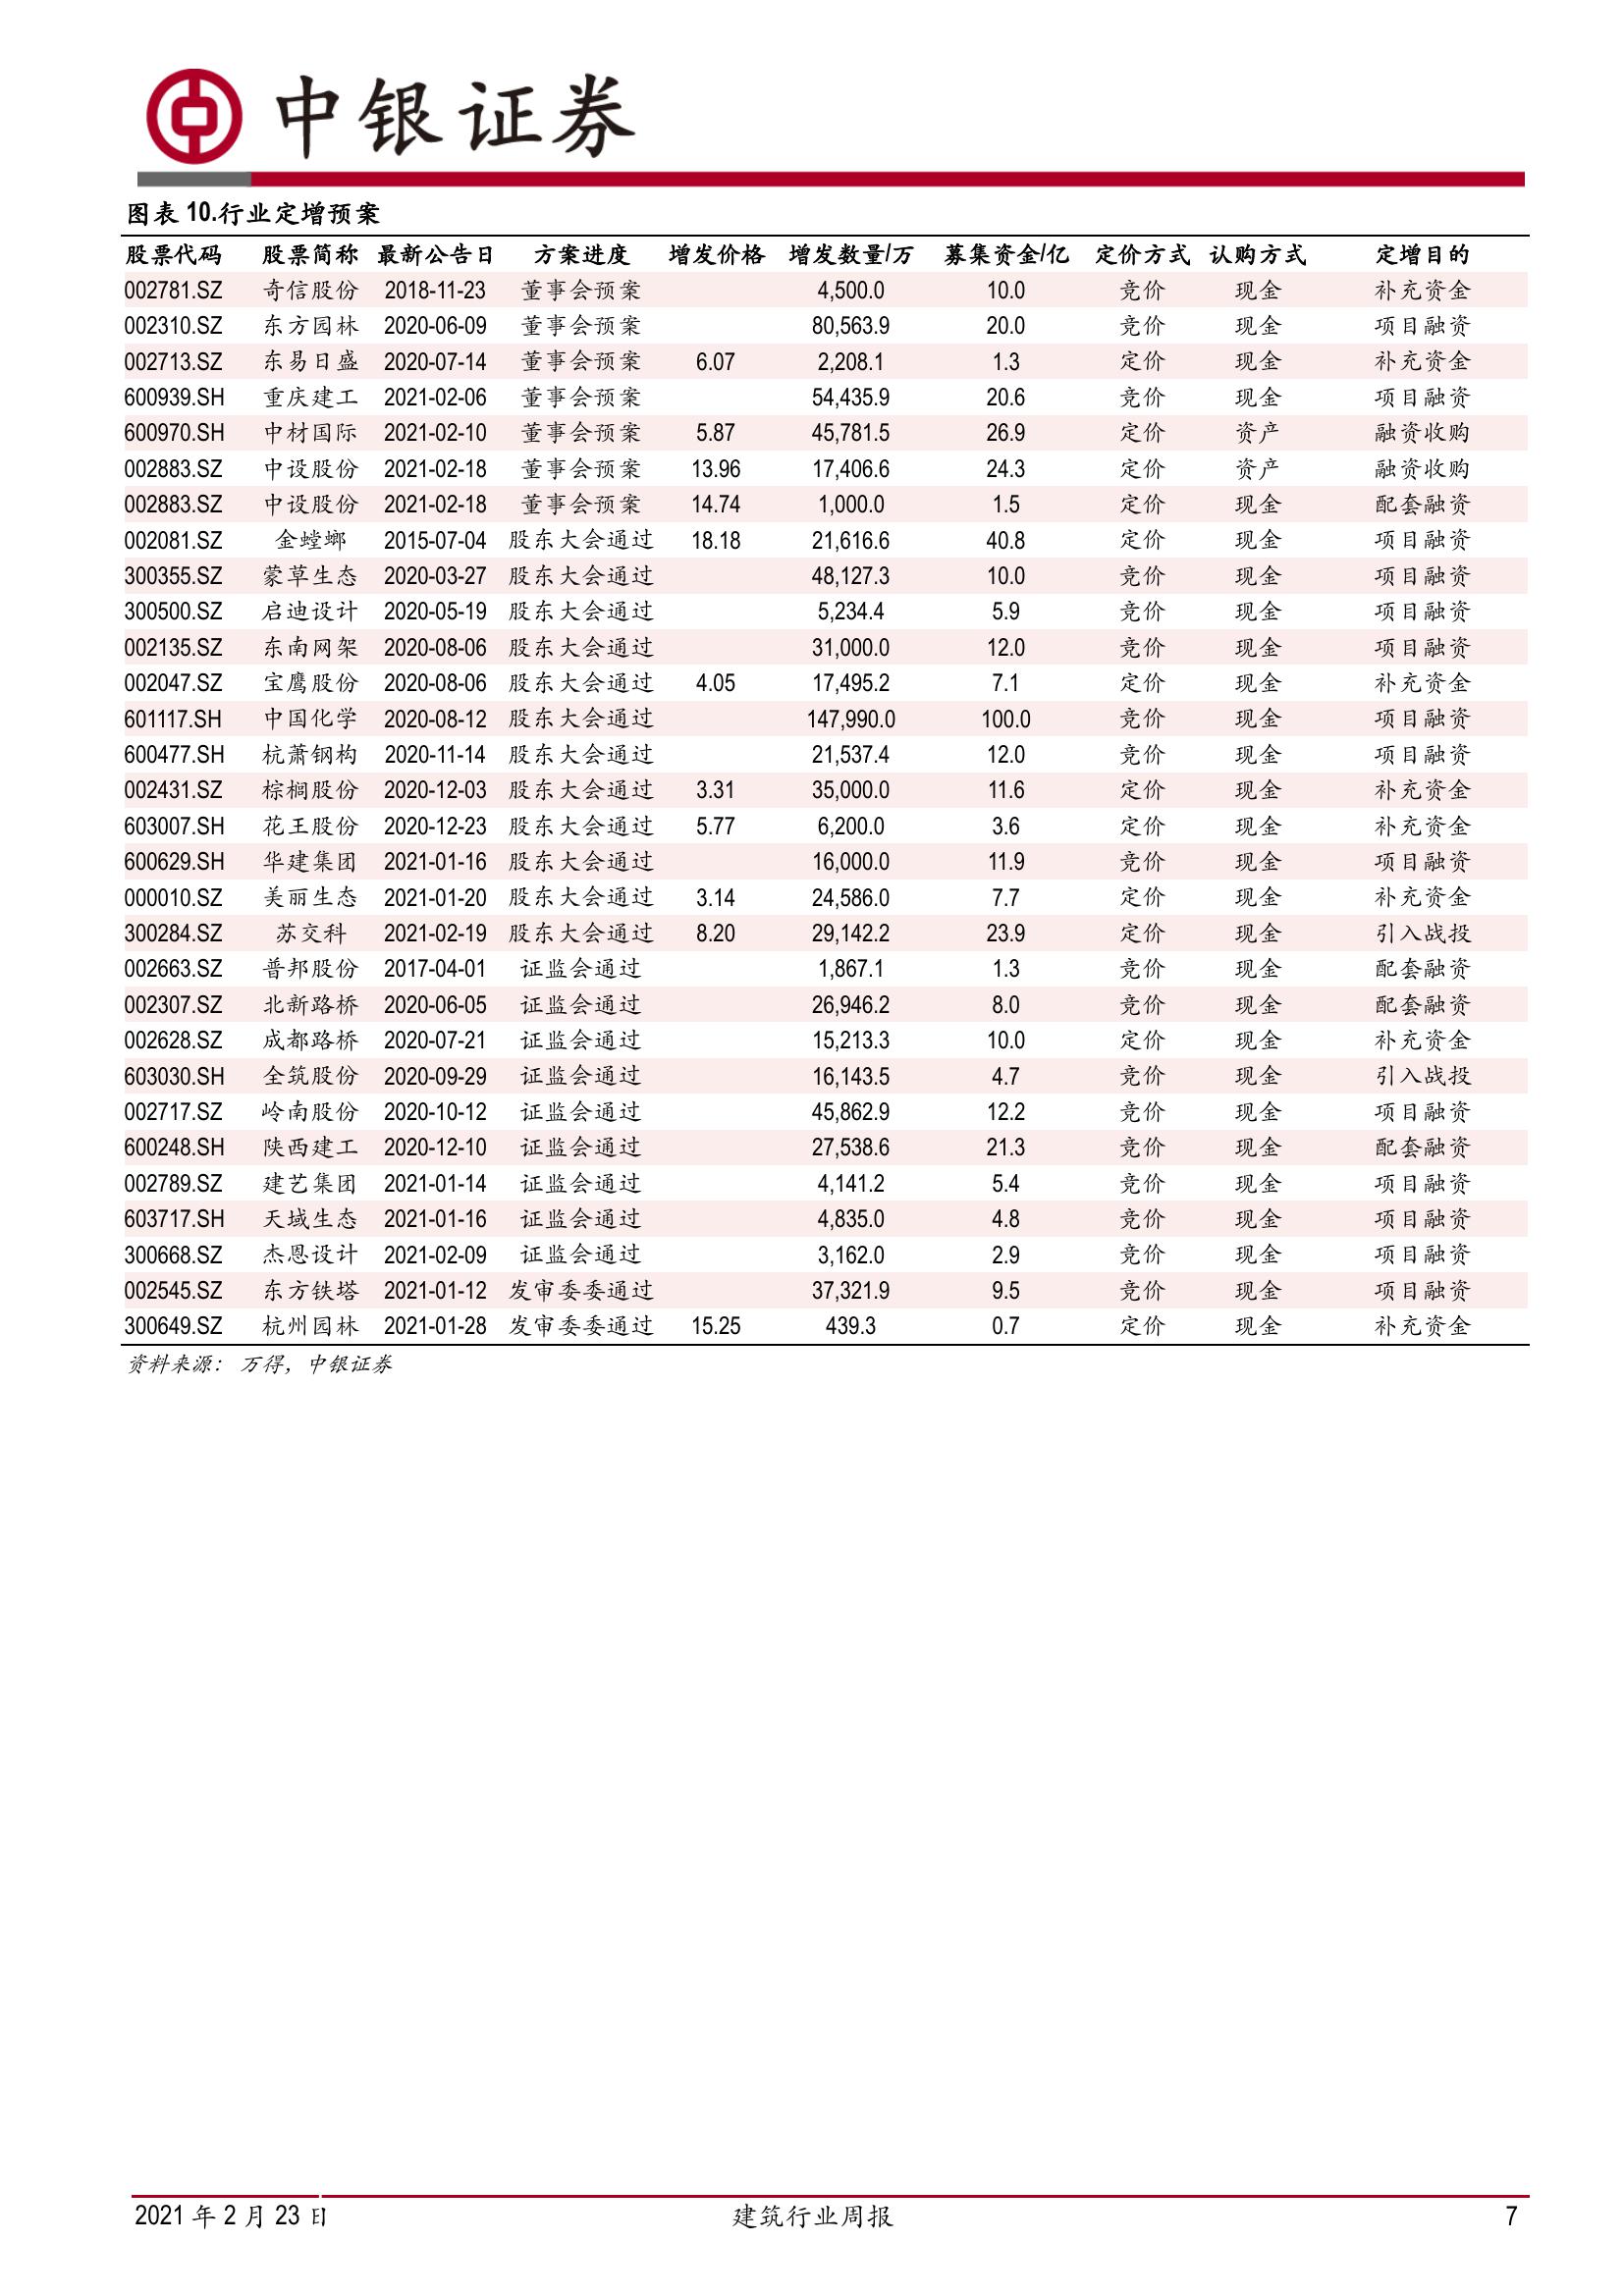 中银证券
图表 10.行业定增预案
股票代码 股票简称 最新公告日 方案进度 增发价格 增发数量/万 募集资金/亿 定价方式 认购方式 定增目的
002781.SZ 奇信股份 2018-11-23 董事会预案 4,500.0 10.0 竞价 现金 补充资金
002310.SZ 东方园林 2020-06-09 董事会预案 80,563.9 20.0 竞价 现金 项目融资
002713.SZ 东易日盛 2020-07-14 董事会预案 6.07 2,208.1 1.3 定价 现金 补充资金
600939.SH 重庆建工 2021-02-06 董事会预案 54,435.9 20.6 竞价 现金 项目融资
600970.SH 中材国际 2021-02-10 董事会预案 5.87 45,781.5 26.9 定价 资产 融资收购
002883.SZ 中设股份 2021-02-18 董事会预案 13.96 17,406.6 24.3 定价 资产 融资收购
002883.SZ 中设股份 2021-02-18 董事会预案 14.74 1,000.0 1.5 定价 现金 配套融资
002081.SZ 金螳螂 2015-07-04 股东大会通过 18.18 21,616.6 40.8 定价 现金 项目融资
300355.SZ 蒙草生态 2020-03-27 股东大会通过 48,127.3 10.0 竞价 现金 项目融资
300500.SZ 启迪设计 2020-05-19 股东大会通过 5,234.4 5.9 竞价 现金 项目融资
002135.SZ 东南网架 2020-08-06 股东大会通过 31,000.0 12.0 竞价 现金 项目融资
002047.SZ 宝鹰股份 2020-08-06 股东大会通过 4.05 17,495.2 7.1 定价 现金 补充资金
601117.SH 中国化学 2020-08-12 股东大会通过 147,990.0 100.0 竞价 现金 项目融资
600477.SH 杭萧钢构 2020-11-14 股东大会通过 21,537.4 12.0 竞价 现金 项目融资
002431.SZ 棕榈股份 2020-12-03 股东大会通过 3.31 35,000.0 11.6 定价 现金 补充资金
603007.SH 花王股份 2020-12-23 股东大会通过 5.77 6,200.0 3.6 定价 现金 补充资金
600629.SH 华建集团 2021-01-16 股东大会通过 16,000.0 11.9 竞价 现金 项目融资
000010.SZ 美丽生态 2021-01-20 股东大会通过 3.14 24,586.0 7.7 定价 现金 补充资金
300284.SZ 苏交科 2021-02-19 股东大会通过 8.20 29,142.2 23.9 定价 现金 引入战投
002663.SZ 普邦股份 2017-04-01 证监会通过 1,867.1 1.3 竞价 现金 配套融资
002307.SZ 北新路桥 2020-06-05 证监会通过 26,946.2 8.0 竞价 现金 配套融资
002628.SZ 成都路桥 2020-07-21 证监会通过 15,213.3 10.0 定价 现金 补充资金
603030.SH 全筑股份 2020-09-29 证监会通过 16,143.5 4.7 竞价 现金 引入战投
002717.SZ 岭南股份 2020-10-12 证监会通过 45,862.9 12.2 竞价 现金 项目融资
600248.SH 陕西建工 2020-12-10 证监会通过 27,538.6 21.3 竞价 现金 配套融资
002789.SZ 建艺集团 2021-01-14 证监会通过 4,141.2 5.4 竞价 现金 项目融资
603717.SH 天域生态 2021-01-16 证监会通过 4,835.0 4.8 竞价 现金 项目融资
300668.SZ 杰恩设计 2021-02-09 证监会通过 3,162.0 2.9 竞价 现金 项目融资
002545.SZ 东方铁塔 2021-01-12 发审委委通过 37,321.9 9.5 竞价 现金 项目融资
300649.SZ 杭州园林 2021-01-28 发审委委通过 15.25 439.3 0.7 定价 现金 补充资金
资料来源：万得，中银证券
2021 年 2 月 23 日 建筑行业周报 7